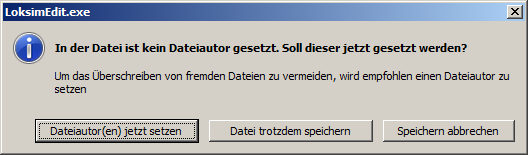 LoksimEdit.exe
In der Datei ist kein Dateiautor gesetzt. Soll dieser jetzt gesetzt werden?
Um das Überschreiben von fremden Dateien zu vermeiden, wird empfohlen einen Dateiautor zu
setzen
Dateiautor(en) jetzt setzen Datei trotzdem speichern Speichern abbrechen